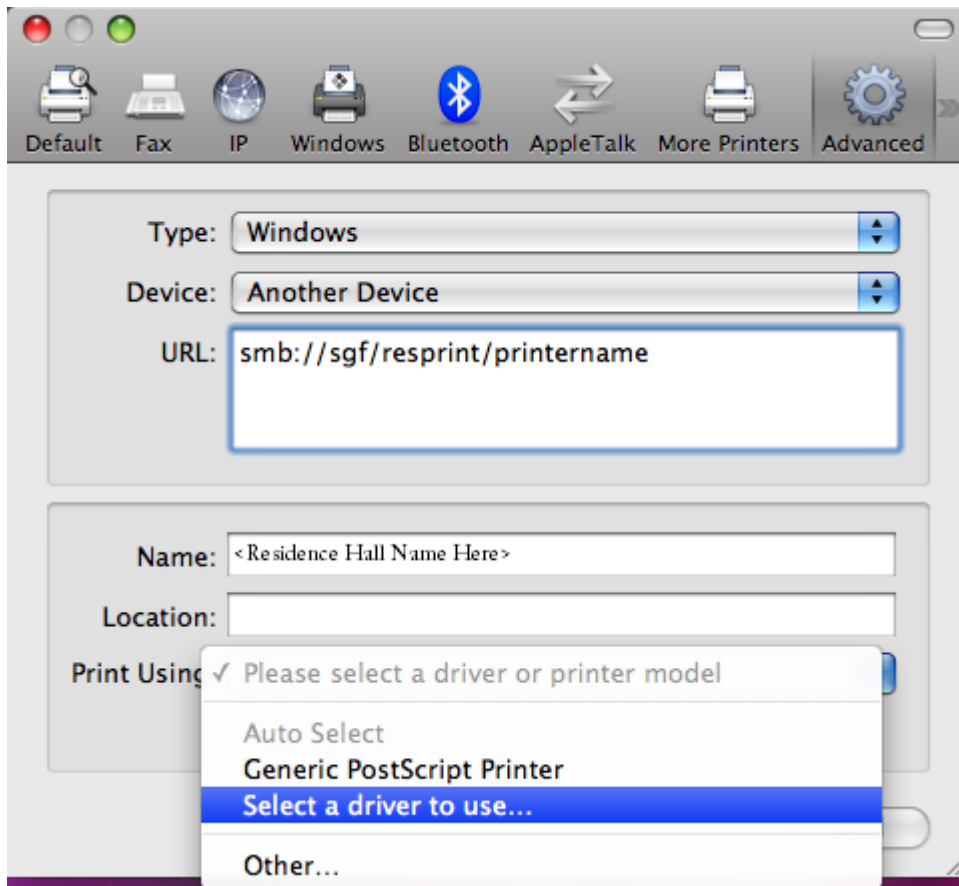 Default Fax IP Windows Bluetooth AppleTalk More Printers Advanced
Type: Windows
Device: Another Device
URL: smb://sgf/resprint/printername
Name: <Residence Hall Name Here>
Location:
Print Using ✓ Please select a driver or printer model
Auto Select
Generic PostScript Printer
Select a driver to use...
Other...